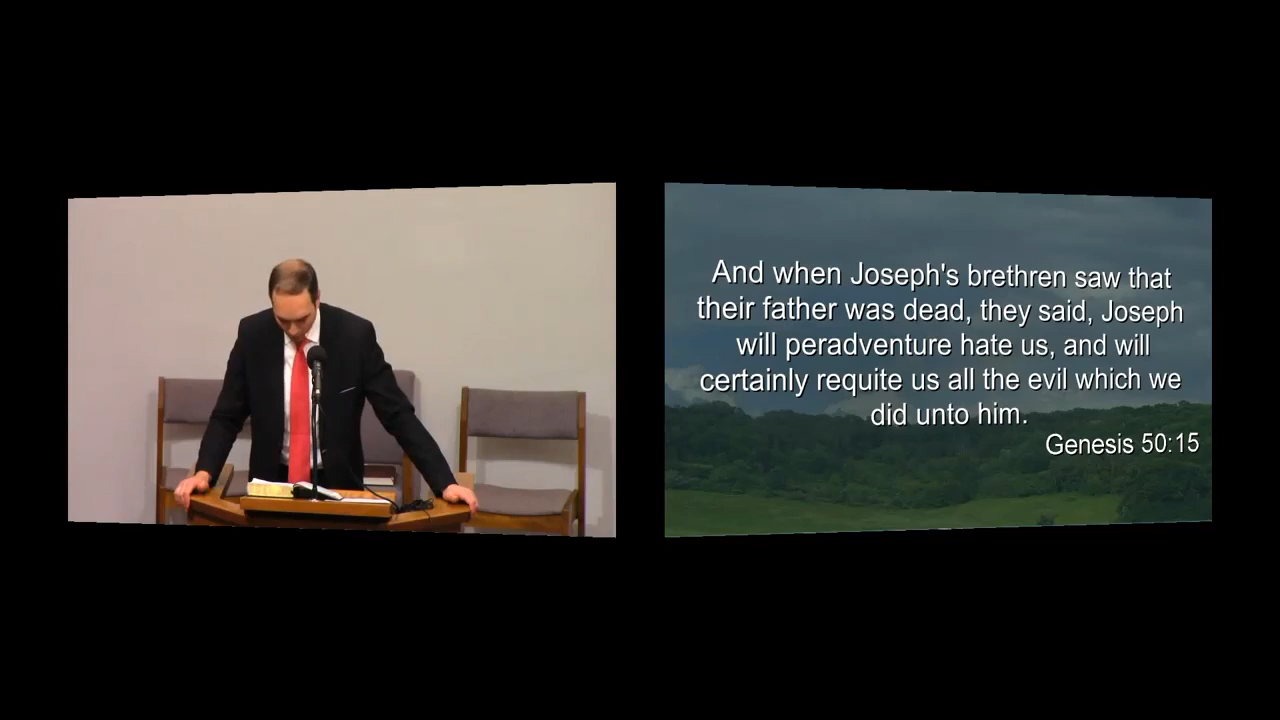 And when Joseph's brethren saw that
their father was dead, they said, Joseph
will peradventure hate us, and will
certainly requite us all the evil which we
did unto him.
Genesis 50:15